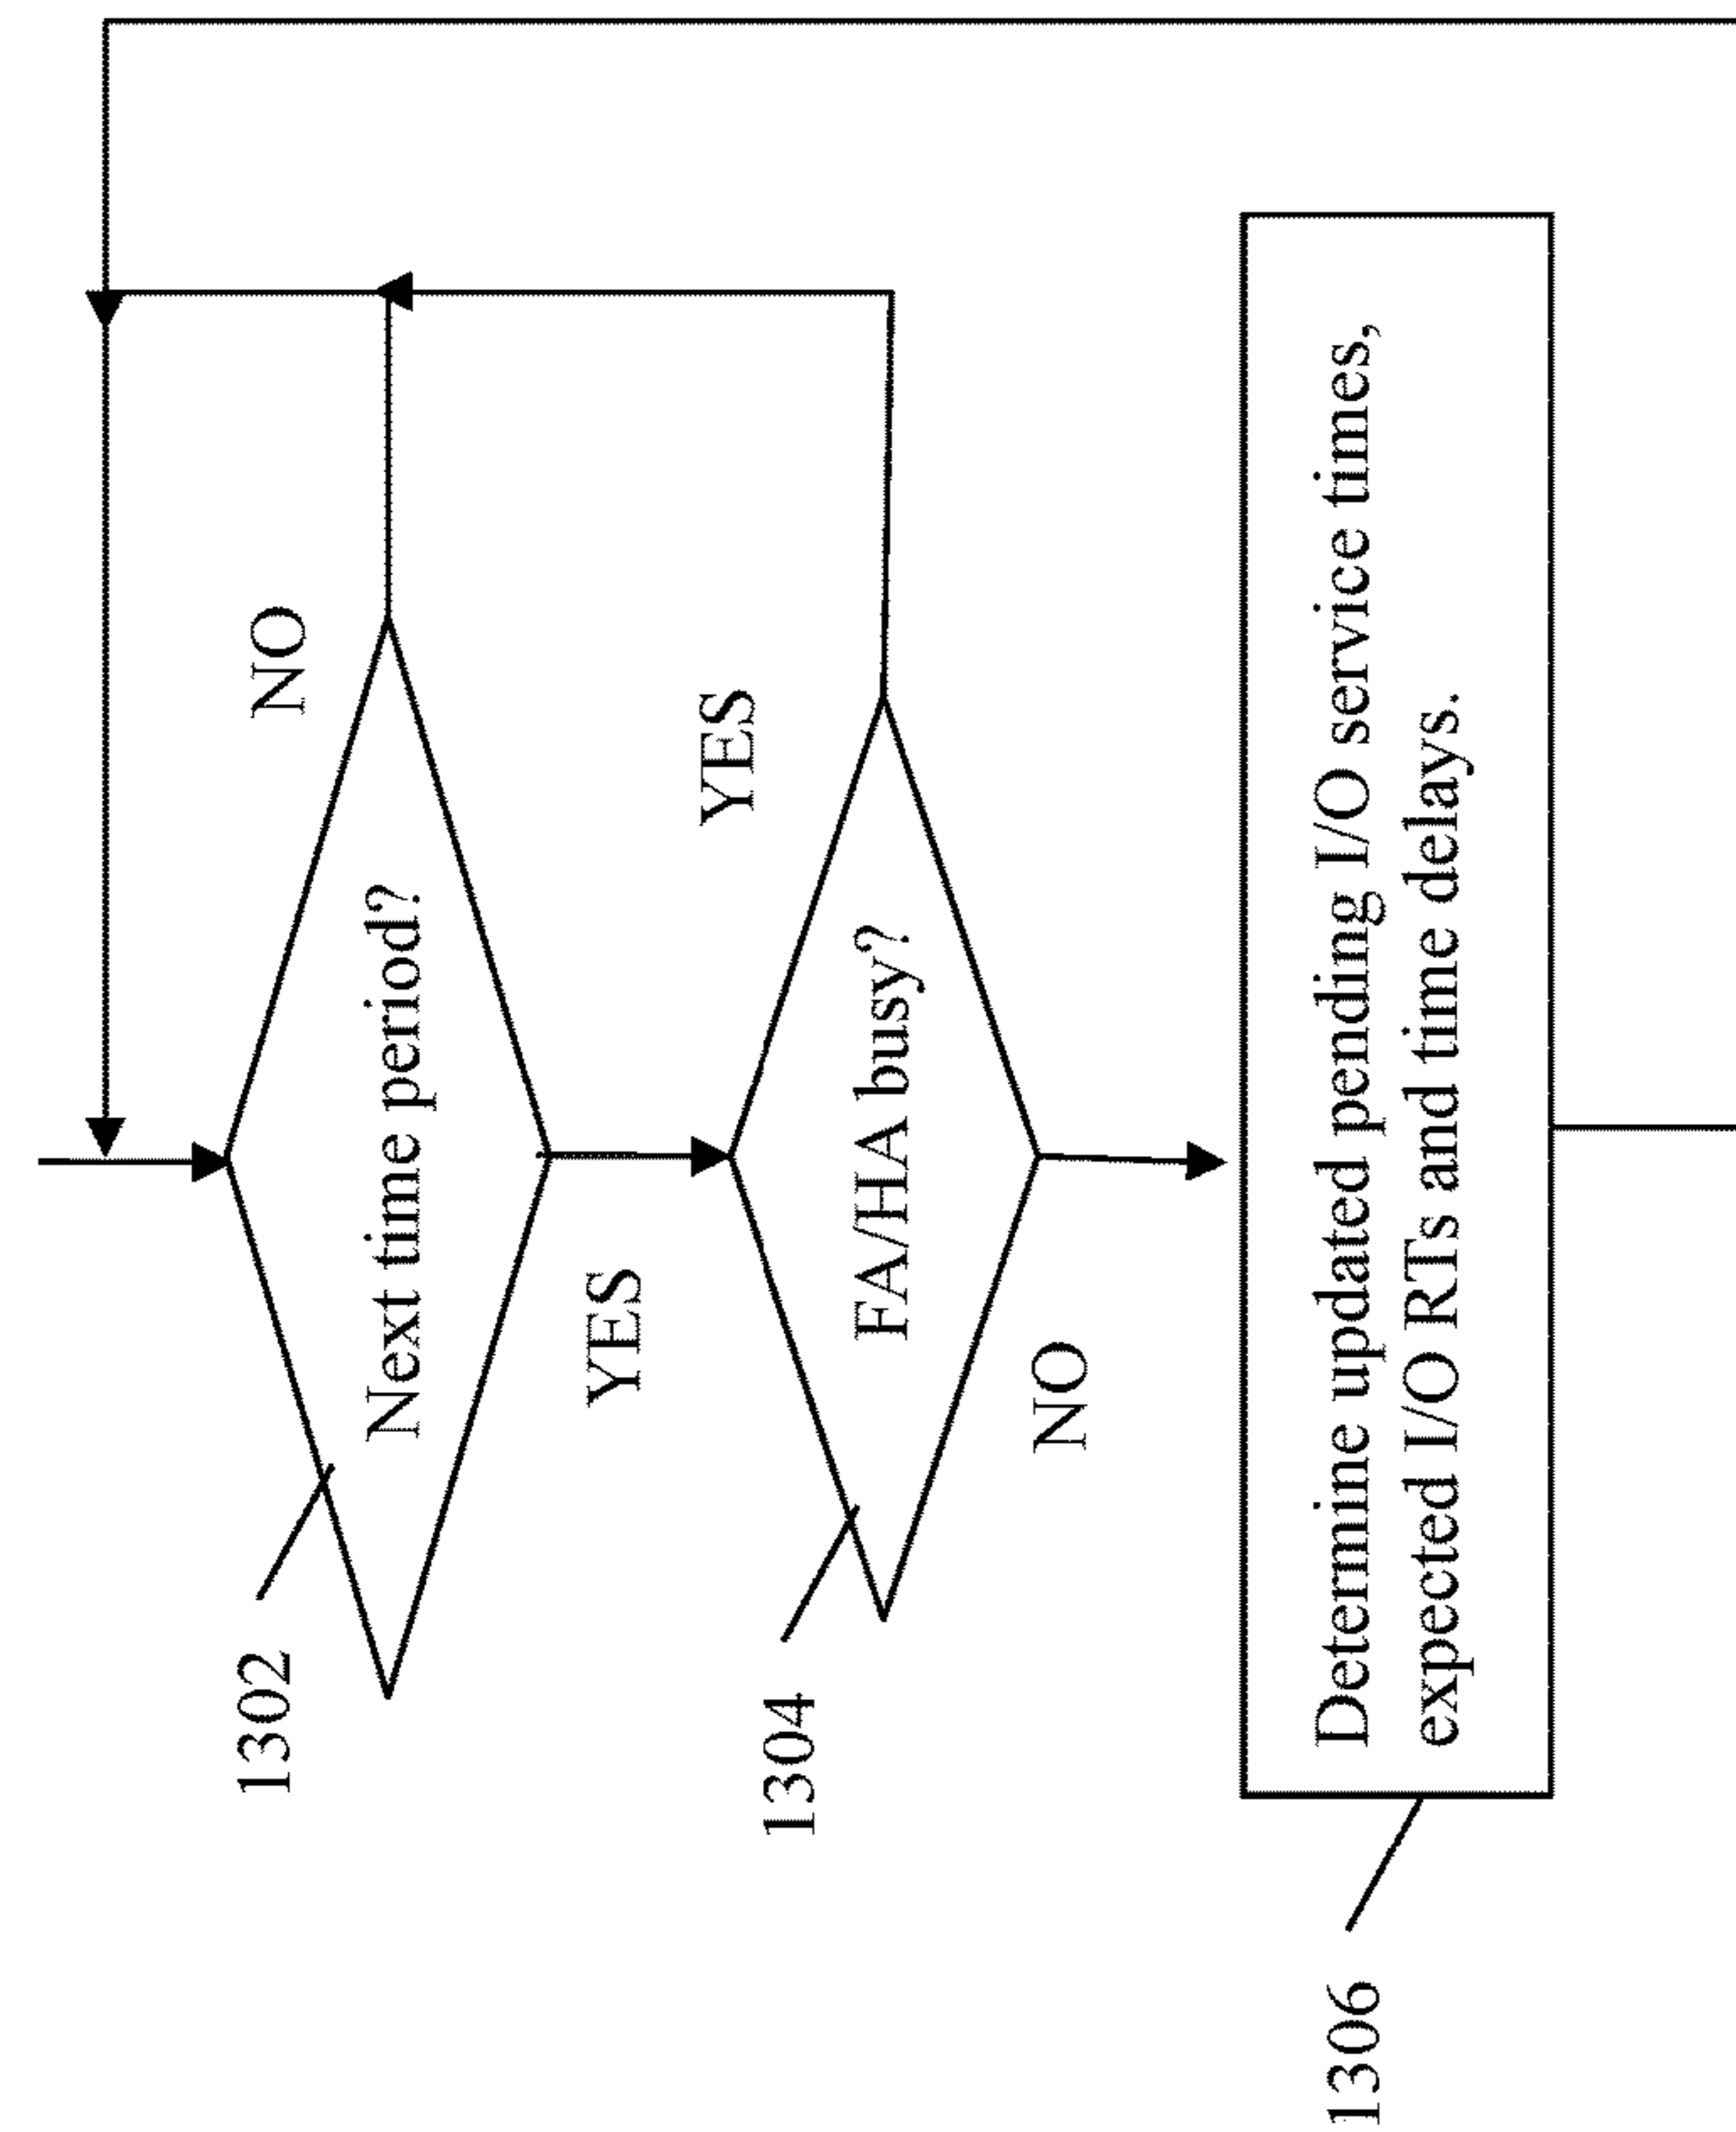 1302
Next time period?
NO
YES
1304
FA/HA busy?
YES
NO
1306
Determine updated pending I/O service times,
expected I/O RTs and time delays.